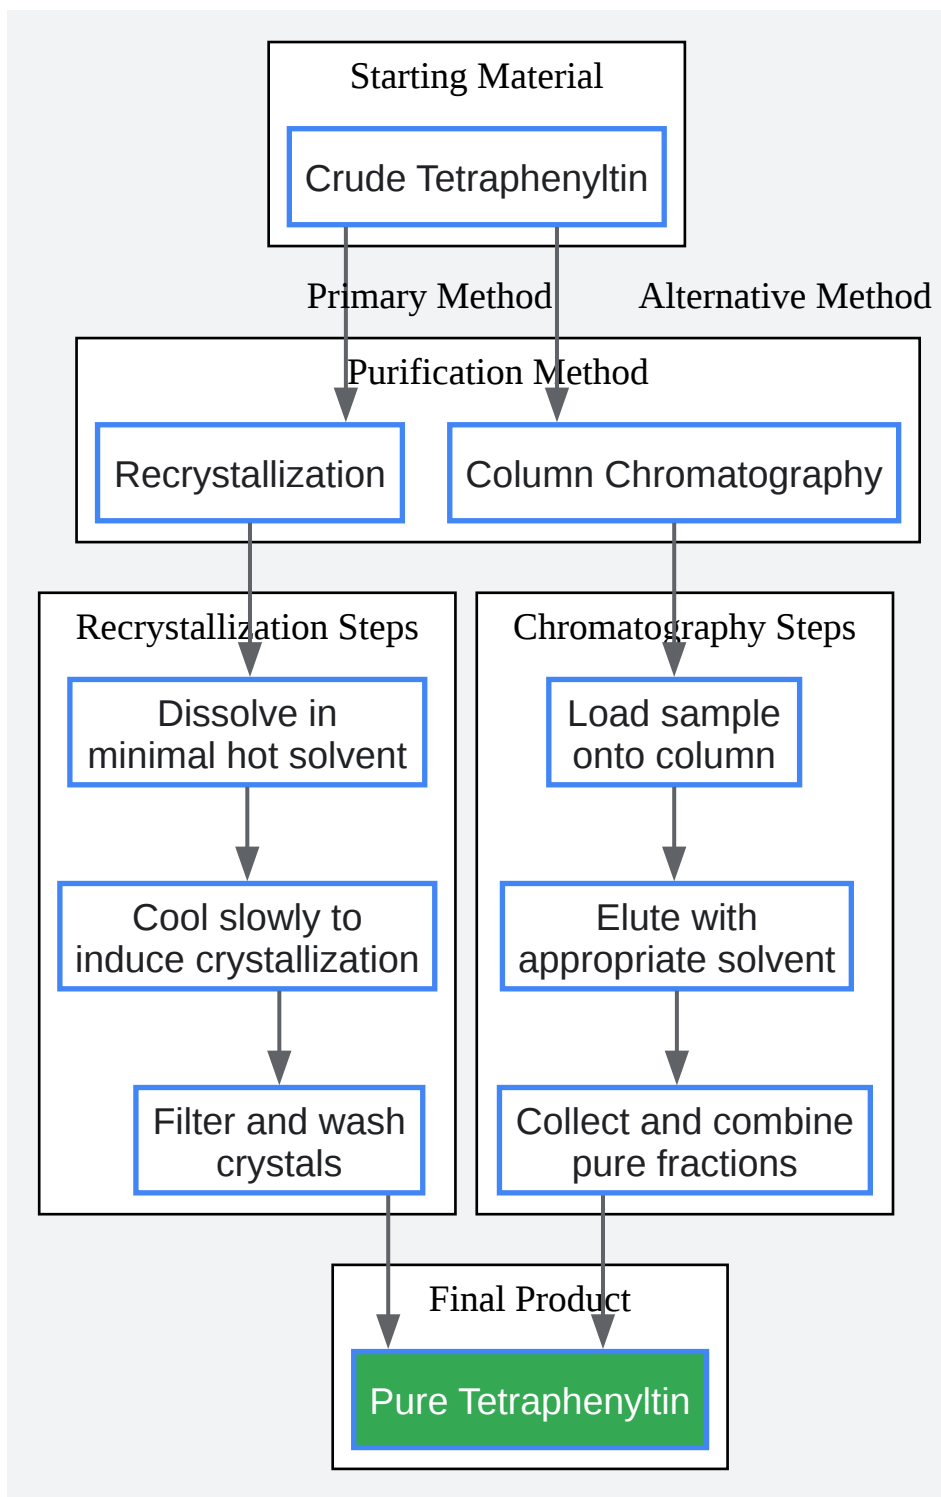 Starting Material
Crude Tetraphenyltin
Primary Method
Alternative Method
Purification Method
Recrystallization
Column Chromatography
Recrystallization Steps
Dissolve in
minimal hot solvent
Cool slowly to
induce crystallization
Filter and wash
crystals
Chromatography Steps
Load sample
onto column
Elute with
appropriate solvent
Collect and combine
pure fractions
Final Product
Pure Tetraphenyltin